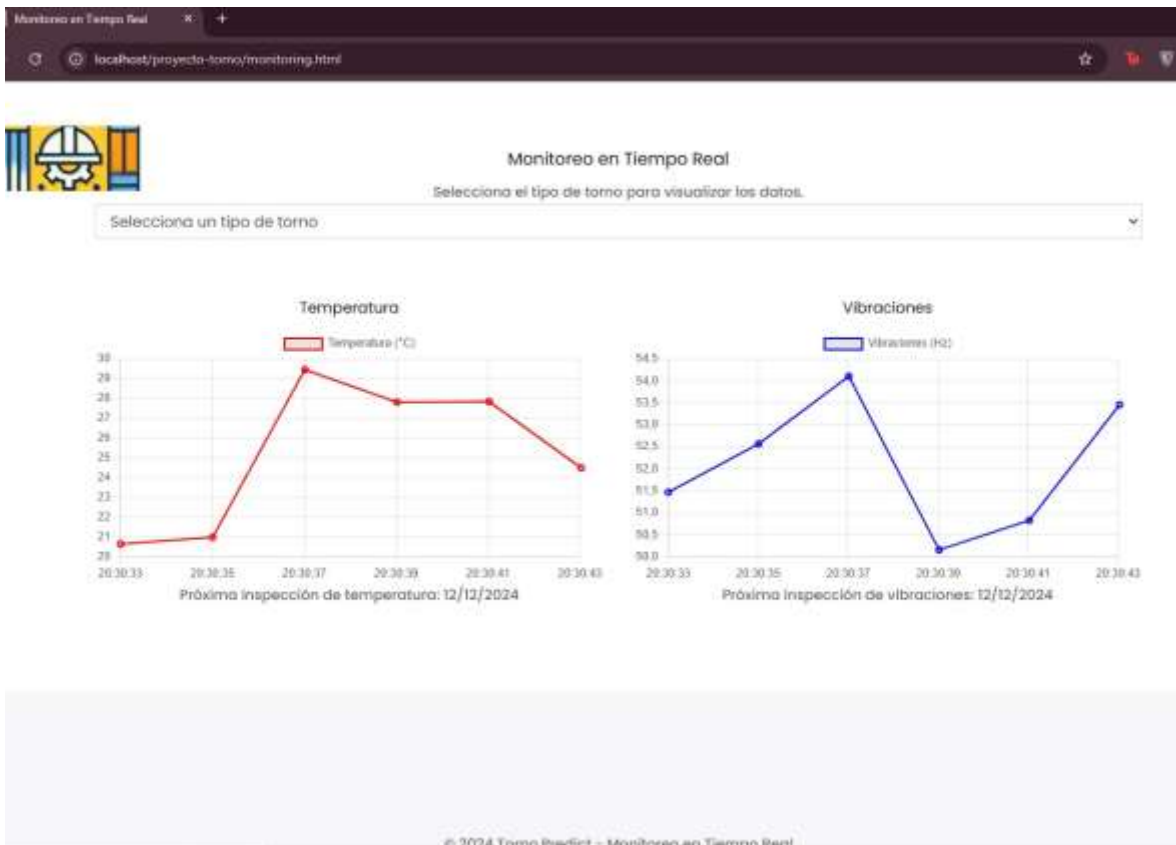 Monitoreo en Tiempo Real
localhost/proyecto-torno/monitoring.html
Monitoreo en Tiempo Real
Selecciona el tipo de torno para visualizar los datos.
Selecciona un tipo de torno
Temperatura
Temperatura (°C)
30
29
28
27
26
25
24
23
22
21
20
20:30:33 20:30:35 20:30:37 20:30:39 20:30:41 20:30:43
Próxima inspección de temperatura: 12/12/2024
Vibraciones
Vibraciones (Hz)
54,5
54,0
53,5
53,0
52,5
52,0
51,5
51,0
50,5
50,0
20:30:33 20:30:35 20:30:37 20:30:39 20:30:41 20:30:43
Próxima inspección de vibraciones: 12/12/2024
© 2024 Torno Predict - Monitoreo en Tiempo Real